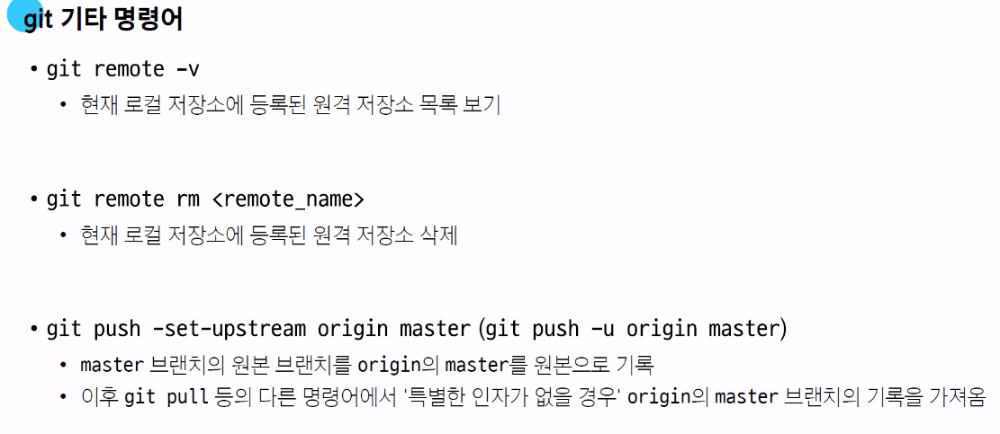 git 기타 명령어
• git remote -v
• 현재 로컬 저장소에 등록된 원격 저장소 목록 보기
• git remote rm <remote_name>
• 현재 로컬 저장소에 등록된 원격 저장소 삭제
• git push -set-upstream origin master (git push -u origin master)
• master 브랜치의 원본 브랜치를 origin의 master를 원본으로 기록
• 이후 git pull 등의 다른 명령어에서 '특별한 인자가 없을 경우' origin의 master 브랜치의 기록을 가져옴